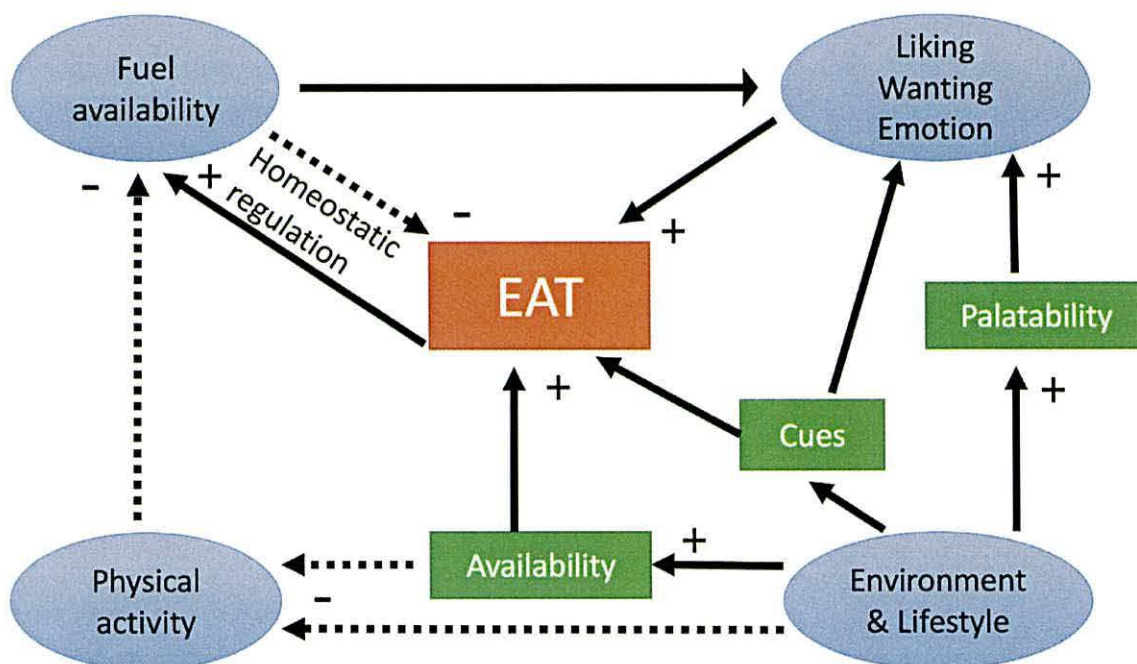 Fuel
availability
Liking
Wanting
Emotion
-
+
Homeostatic
regulation
-
+
+
EAT
Palatability
+
+
Cues
Availability
+
-
Physical
activity
Environment
& Lifestyle